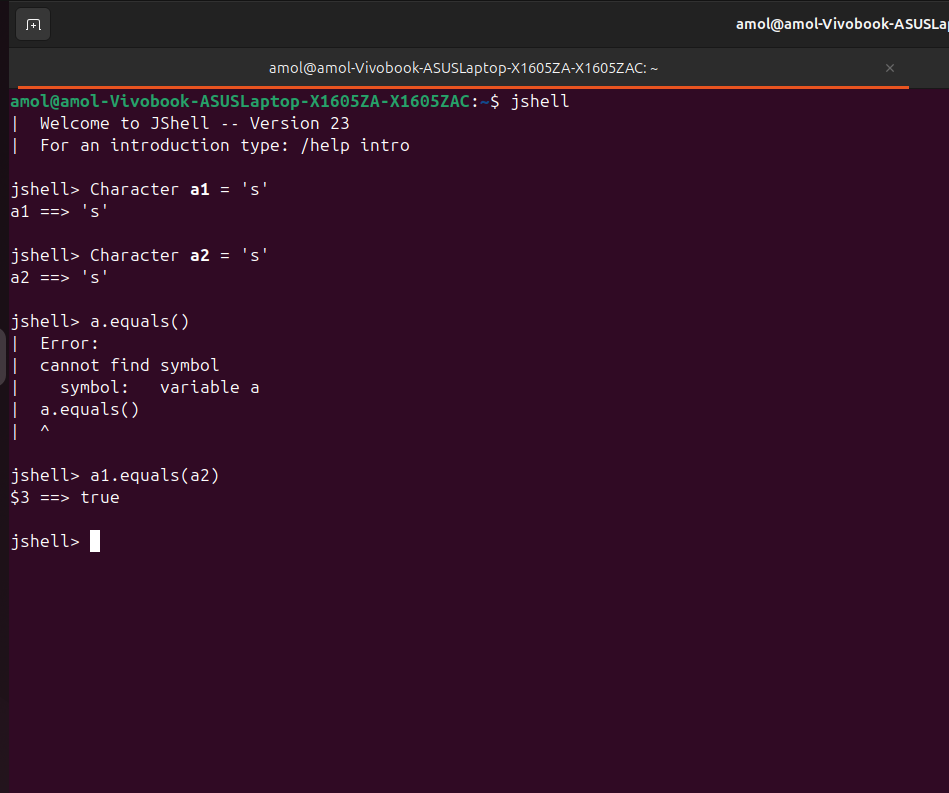 amol@amol-Vivobook-ASUSLa
amol@amol-Vivobook-ASUSLaptop-X1605ZA-X1605ZAC: ~
amol@amol-Vivobook-ASUSLaptop-X1605ZA-X1605ZAC:~$ jshell
|  Welcome to JShell -- Version 23
|  For an introduction type: /help intro
jshell> Character a1 = 's'
a1 ==> 's'
jshell> Character a2 = 's'
a2 ==> 's'
jshell> a.equals()
|  Error:
|  cannot find symbol
|    symbol:   variable a
|  a.equals()
|  ^
jshell> a1.equals(a2)
$3 ==> true
jshell>